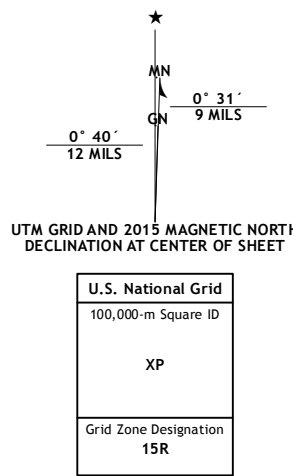 ★
MN
0° 31´
9 MILS
GN
0° 40´
12 MILS
UTM GRID AND 2015 MAGNETIC NORTH
DECLINATION AT CENTER OF SHEET
U.S. National Grid
100,000-m Square ID
XP
Grid Zone Designation
15R